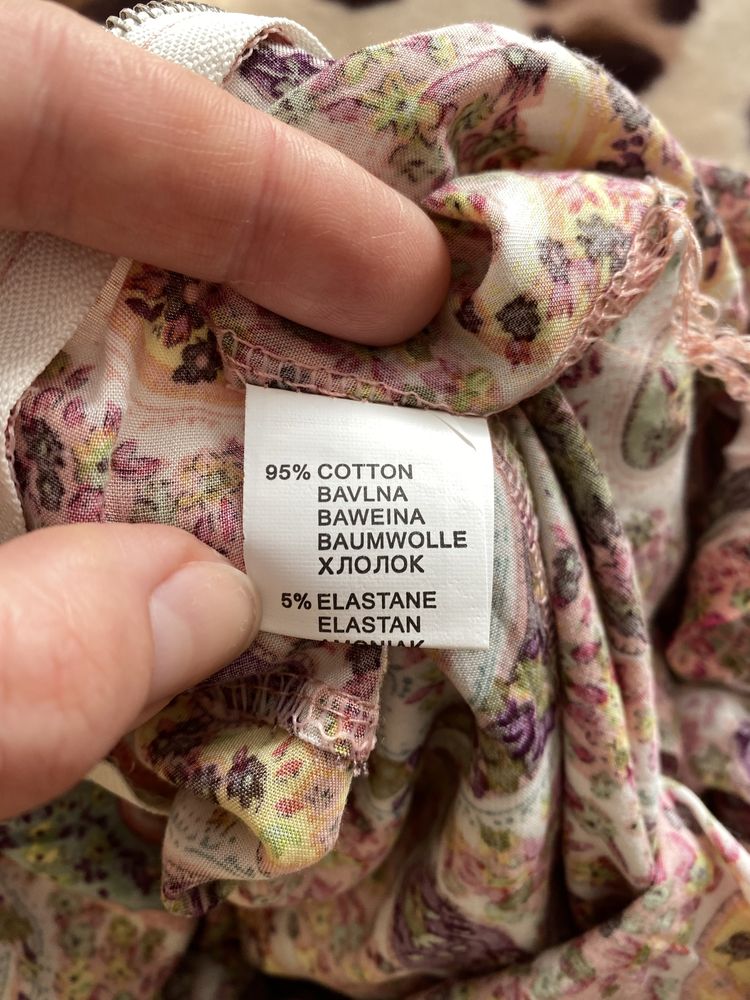 95% COTTON
BAVLNA
BAWEINA
BAUMWOLLE
ХЛОЛОК
5% ELASTANE
ELASTAN